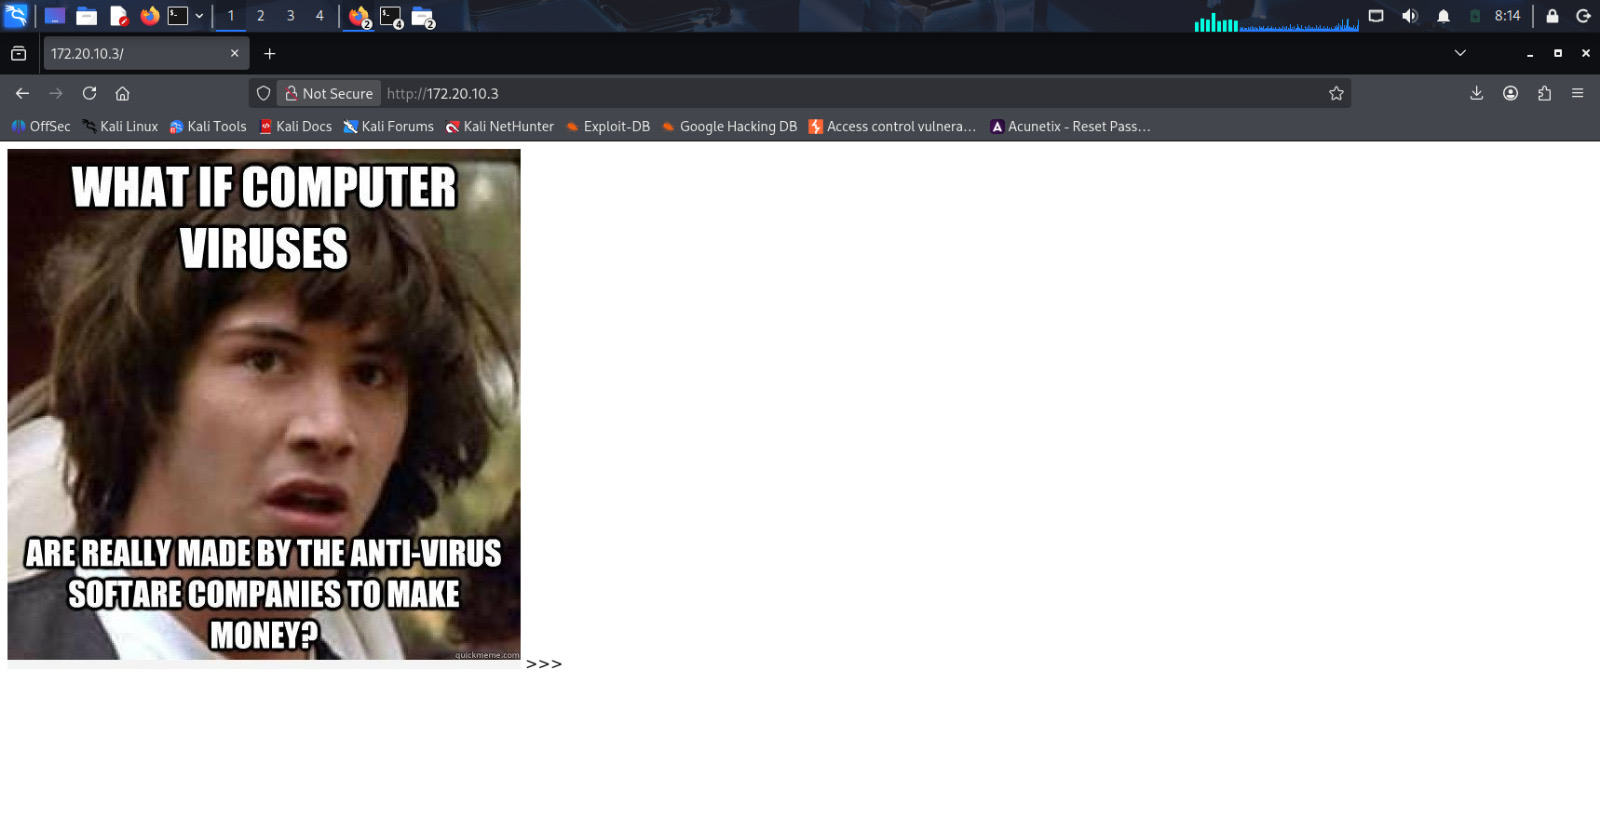 1 2 3 4 2 4 2 8:14
172.20.10.3/
Not Secure http://172.20.10.3
OffSec Kali Linux Kali Tools Kali Docs Kali Forums Kali NetHunter Exploit-DB Google Hacking DB Access control vulnera... Acunetix - Reset Pass...
WHAT IF COMPUTER
VIRUSES
ARE REALLY MADE BY THE ANTI-VIRUS
SOFTARE COMPANIES TO MAKE
MONEY?
quickmeme.com
>>>